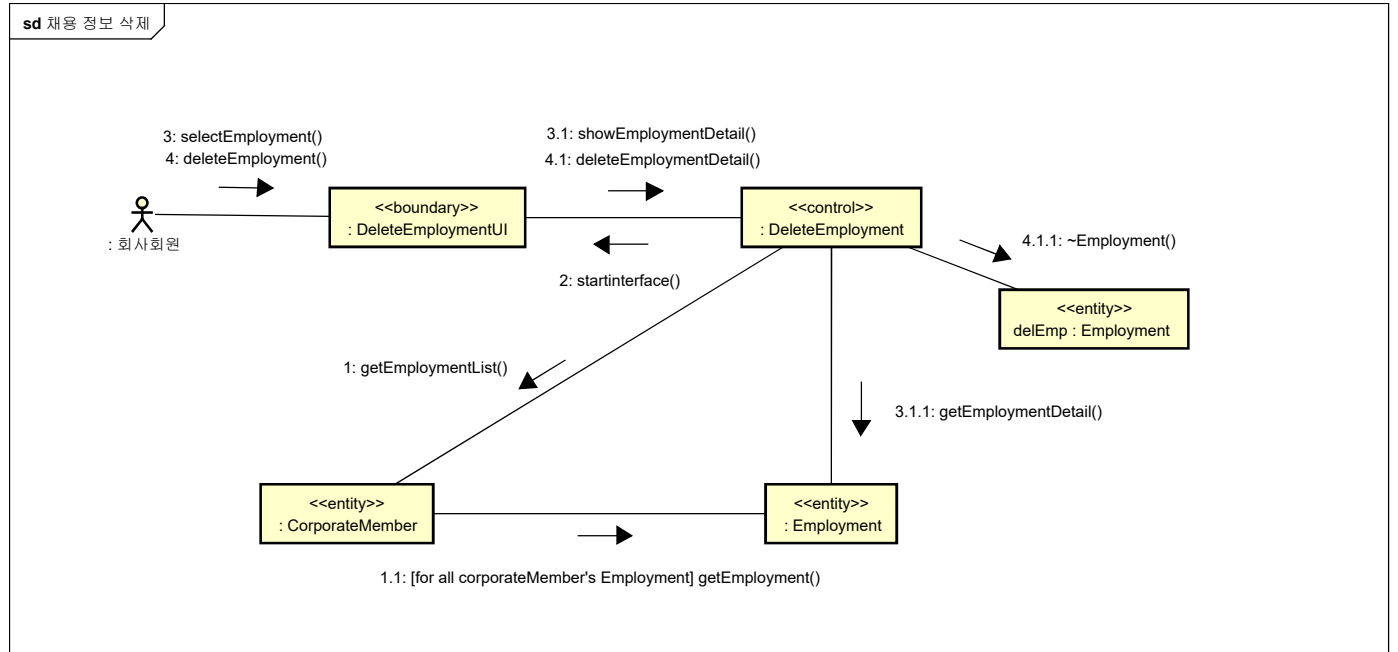 sd 채용 정보 삭제
3: selectEmployment()
4: deleteEmployment()
3.1: showEmploymentDetail()
4.1: deleteEmploymentDetail()
<<boundary>>
: DeleteEmploymentUI
<<control>>
: DeleteEmployment
: 회사회원
4.1.1: ~Employment()
2: startinterface()
<<entity>>
delEmp : Employment
1: getEmploymentList()
3.1.1: getEmploymentDetail()
<<entity>>
: CorporateMember
<<entity>>
: Employment
1.1: [for all corporateMember's Employment] getEmployment()